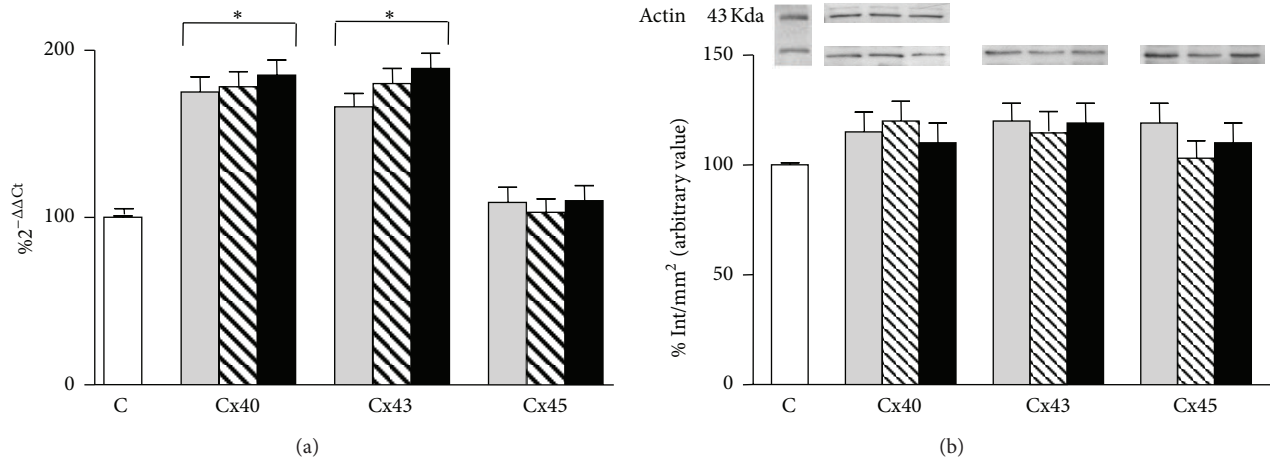 200
100
0
%2^−ΔΔCt
*
*
C
Cx40
Cx43
Cx45
(a)
Actin 43 Kda
150
100
50
0
% Int/mm² (arbitrary value)
C
Cx40
Cx43
Cx45
(b)